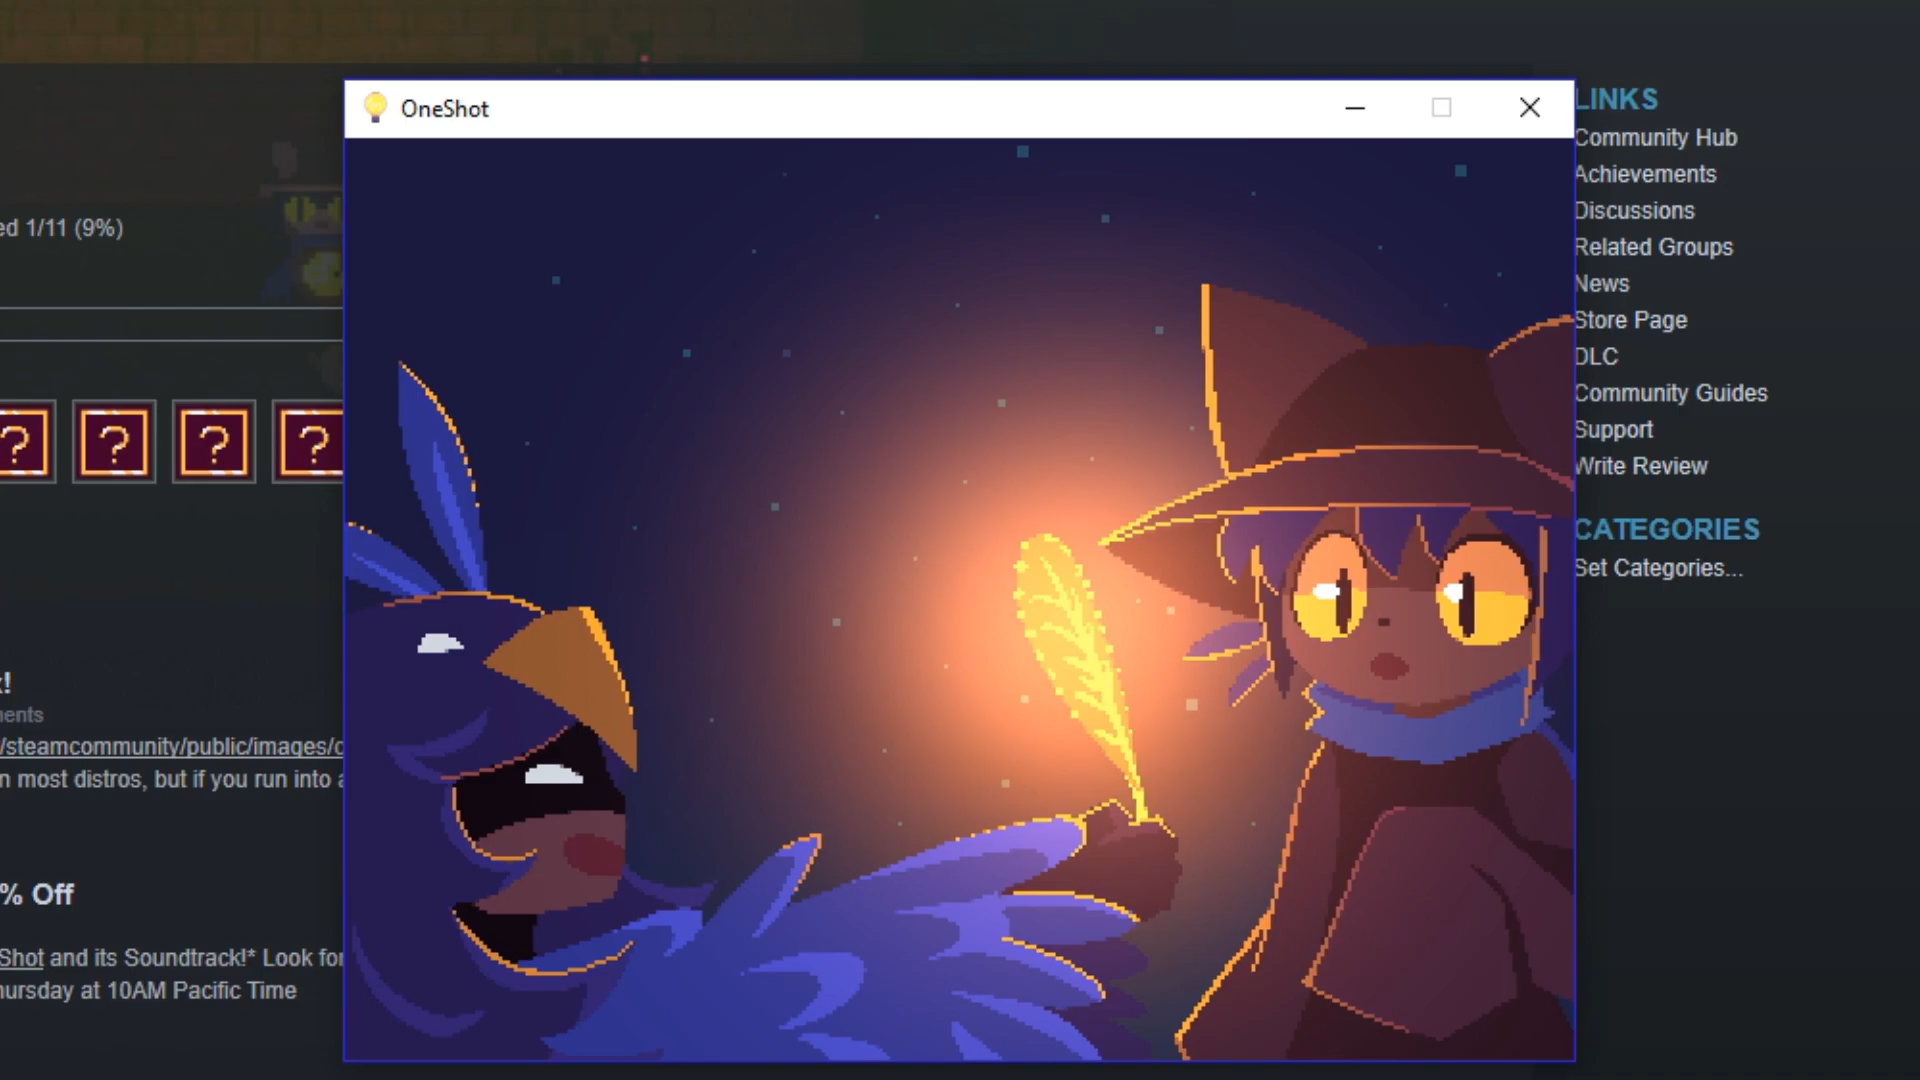 OneShot
LINKS
Community Hub
Achievements
Discussions
Related Groups
News
Store Page
DLC
Community Guides
Support
Write Review
CATEGORIES
Set Categories...
ed 1/11 (9%)
? ? ? ?
!
ents
/steamcommunity/public/images/c
n most distros, but if you run into a
% Off
Shot and its Soundtrack!* Look for
hursday at 10AM Pacific Time